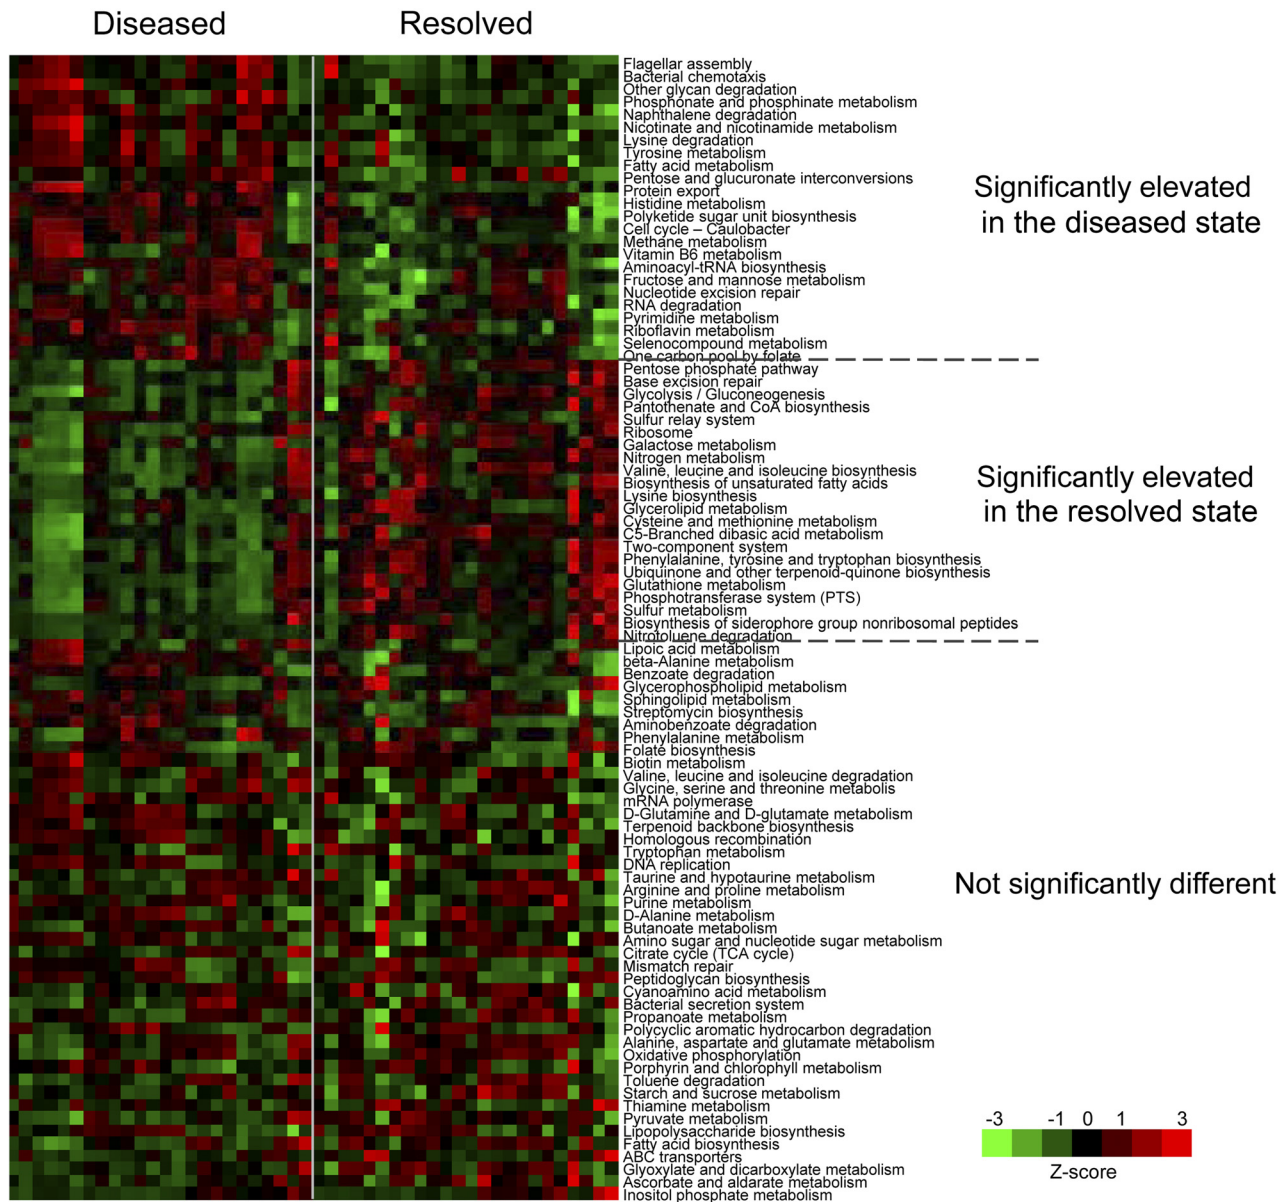 Diseased
Resolved
Flagellar assembly
Bacterial chemotaxis
Other glycan degradation
Phosphonate and phosphinate metabolism
Naphthalene degradation
Nicotinate and nicotinamide metabolism
Lysine degradation
Tyrosine metabolism
Fatty acid metabolism
Pentose and glucuronate interconversions
Protein export
Histidine metabolism
Polyketide sugar unit biosynthesis
Cell cycle – Caulobacter
Methane metabolism
Vitamin B6 metabolism
Aminoacyl-tRNA biosynthesis
Fructose and mannose metabolism
Nucleotide excision repair
RNA degradation
Pyrimidine metabolism
Riboflavin metabolism
Selenocompound metabolism
One carbon pool by folate
Significantly elevated
in the diseased state
Pentose phosphate pathway
Base excision repair
Glycolysis / Gluconeogenesis
Pantothenate and CoA biosynthesis
Sulfur relay system
Ribosome
Galactose metabolism
Nitrogen metabolism
Valine, leucine and isoleucine biosynthesis
Biosynthesis of unsaturated fatty acids
Lysine biosynthesis
Glycerolipid metabolism
Cysteine and methionine metabolism
C5-Branched dibasic acid metabolism
Two-component system
Phenylalanine, tyrosine and tryptophan biosynthesis
Ubiquinone and other terpenoid-quinone biosynthesis
Glutathione metabolism
Phosphotransferase system (PTS)
Sulfur metabolism
Biosynthesis of siderophore group nonribosomal peptides
Nitrotoluene degradation
Significantly elevated
in the resolved state
Lipoic acid metabolism
beta-Alanine metabolism
Benzoate degradation
Glycerophospholipid metabolism
Sphingolipid metabolism
Streptomycin biosynthesis
Aminobenzoate degradation
Phenylalanine metabolism
Folate biosynthesis
Biotin metabolism
Valine, leucine and isoleucine degradation
Glycine, serine and threonine metabolis
mRNA polymerase
D-Glutamine and D-glutamate metabolism
Terpenoid backbone biosynthesis
Homologous recombination
Tryptophan metabolism
DNA replication
Taurine and hypotaurine metabolism
Arginine and proline metabolism
Purine metabolism
D-Alanine metabolism
Butanoate metabolism
Amino sugar and nucleotide sugar metabolism
Citrate cycle (TCA cycle)
Mismatch repair
Peptidoglycan biosynthesis
Cyanoamino acid metabolism
Bacterial secretion system
Propanoate metabolism
Polycyclic aromatic hydrocarbon degradation
Alanine, aspartate and glutamate metabolism
Oxidative phosphorylation
Porphyrin and chlorophyll metabolism
Toluene degradation
Starch and sucrose metabolism
Thiamine metabolism
Pyruvate metabolism
Lipopolysaccharide biosynthesis
Fatty acid biosynthesis
ABC transporters
Glyoxylate and dicarboxylate metabolism
Ascorbate and aldarate metabolism
Inositol phosphate metabolism
Not significantly different
-3 -1 0 1 3
Z-score